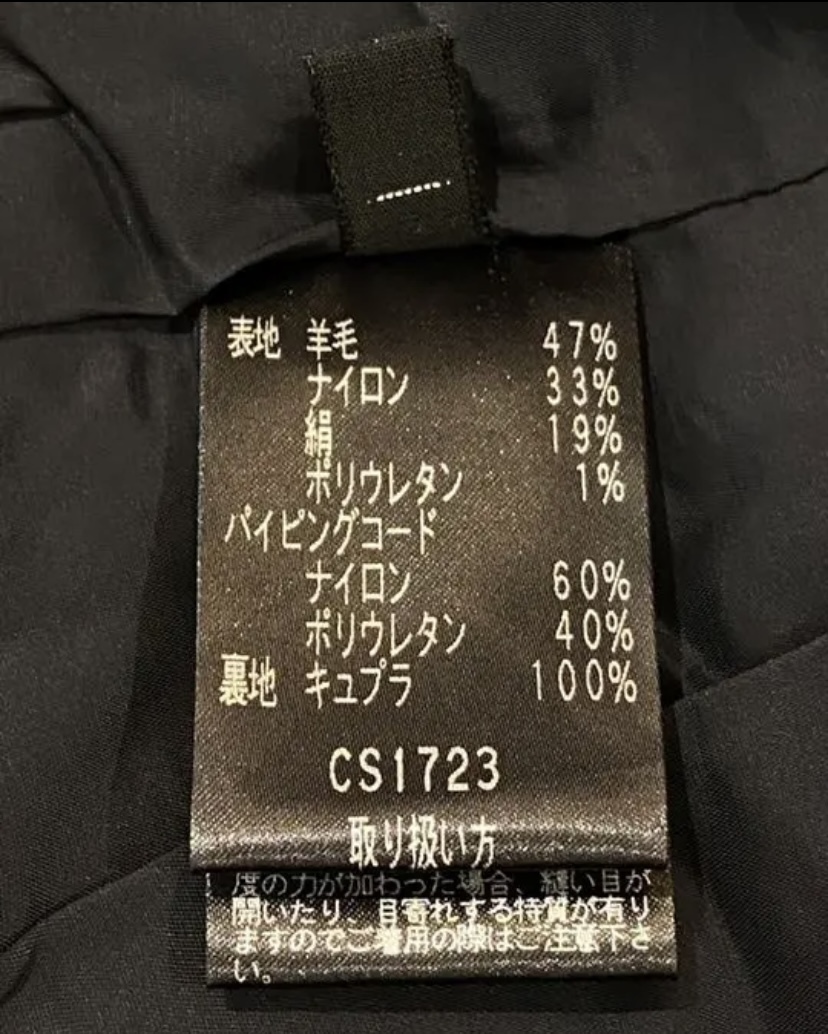 表地 羊毛 47%
ナイロン 33%
絹 19%
ポリウレタン 1%
パイピングコード
ナイロン 60%
ポリウレタン 40%
裏地 キュプラ 100%
CS1723
取り扱い方
度の力が加わった場合、縫い目が
開いたり、目寄れする特質が有り
ますのでご着用の際はご注意下さ
い。